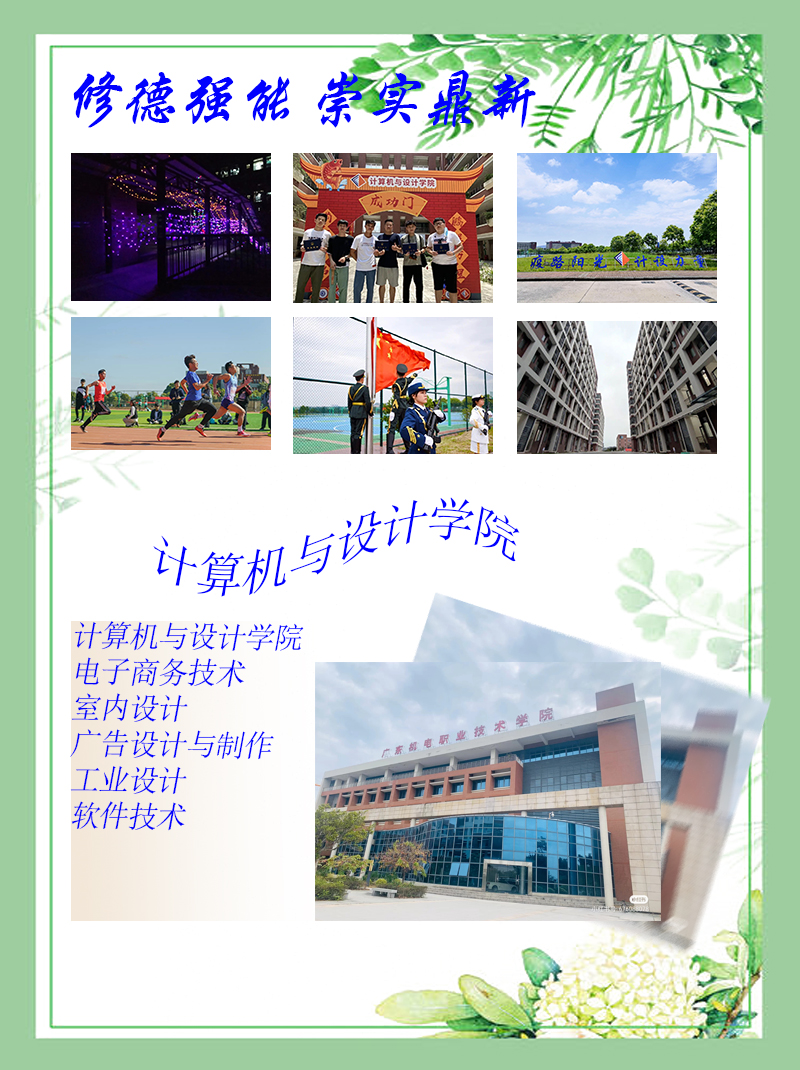 修德强能 崇实鼎新
计算机与设计学院
成功门
计算机与设计学院
计算机与设计学院
电子商务技术
室内设计
广告设计与制作
工业设计
软件技术
广东机电职业技术学院